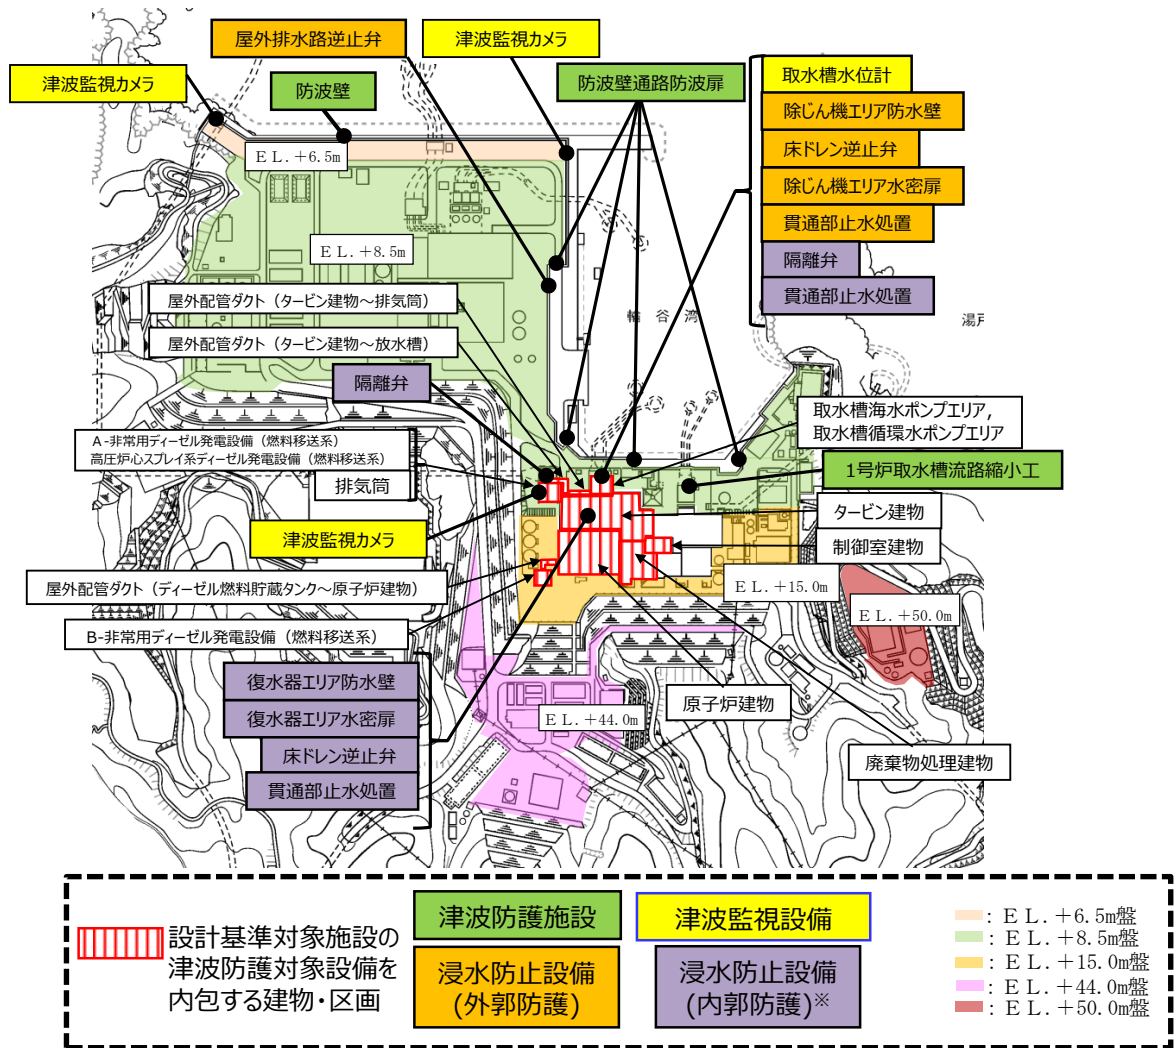 屋外排水路逆止弁
津波監視カメラ
津波監視カメラ
防波壁
防波壁通路防波扉
取水槽水位計
除じん機エリア防水壁
床ドレン逆止弁
除じん機エリア水密扉
貫通部止水処置
隔離弁
貫通部止水処置
EL.+6.5m
EL.+8.5m
屋外配管ダクト（タービン建物～排気筒）
屋外配管ダクト（タービン建物～放水槽）
輪谷湾
隔離弁
取水槽海水ポンプエリア，
取水槽循環水ポンプエリア
A-非常用ディーゼル発電設備（燃料移送系）
高圧炉心スプレイ系ディーゼル発電設備（燃料移送系）
排気筒
1号炉取水槽流路縮小工
タービン建物
津波監視カメラ
制御室建物
屋外配管ダクト（ディーゼル燃料貯蔵タンク～原子炉建物）
EL.+15.0m
EL.+50.0m
B-非常用ディーゼル発電設備（燃料移送系）
復水器エリア防水壁
復水器エリア水密扉
床ドレン逆止弁
貫通部止水処置
原子炉建物
EL.+44.0m
廃棄物処理建物
設計基準対象施設の
津波防護対象設備を
内包する建物・区画
津波防護施設
津波監視設備
浸水防止設備
(外郭防護)
浸水防止設備
(内郭防護)※
：EL.+6.5m盤
：EL.+8.5m盤
：EL.+15.0m盤
：EL.+44.0m盤
：EL.+50.0m盤